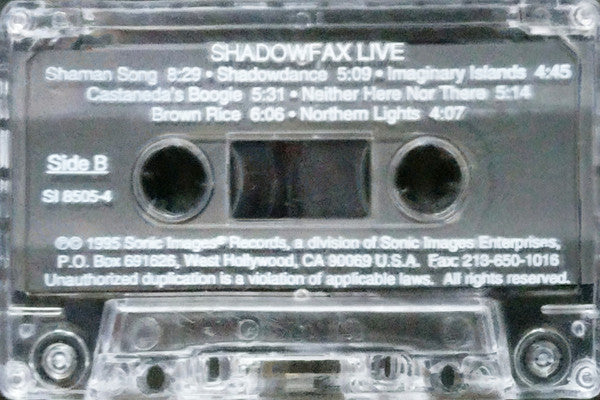 SHADOWFAX LIVE
Shaman Song 8:29 • Shadowdance 5:09 • Imaginary Islands 4:45
Castaneda's Boogie 5:31 • Neither Here Nor There 5:14
Brown Rice 6:06 • Northern Lights 4:07
Side B
SI 8505-4
℗© 1995 Sonic Images® Records, a division of Sonic Images Enterprises,
P.O. Box 691626, West Hollywood, CA 90069 U.S.A. Fax: 213-650-1016
Unauthorized duplication is a violation of applicable laws. All rights reserved.